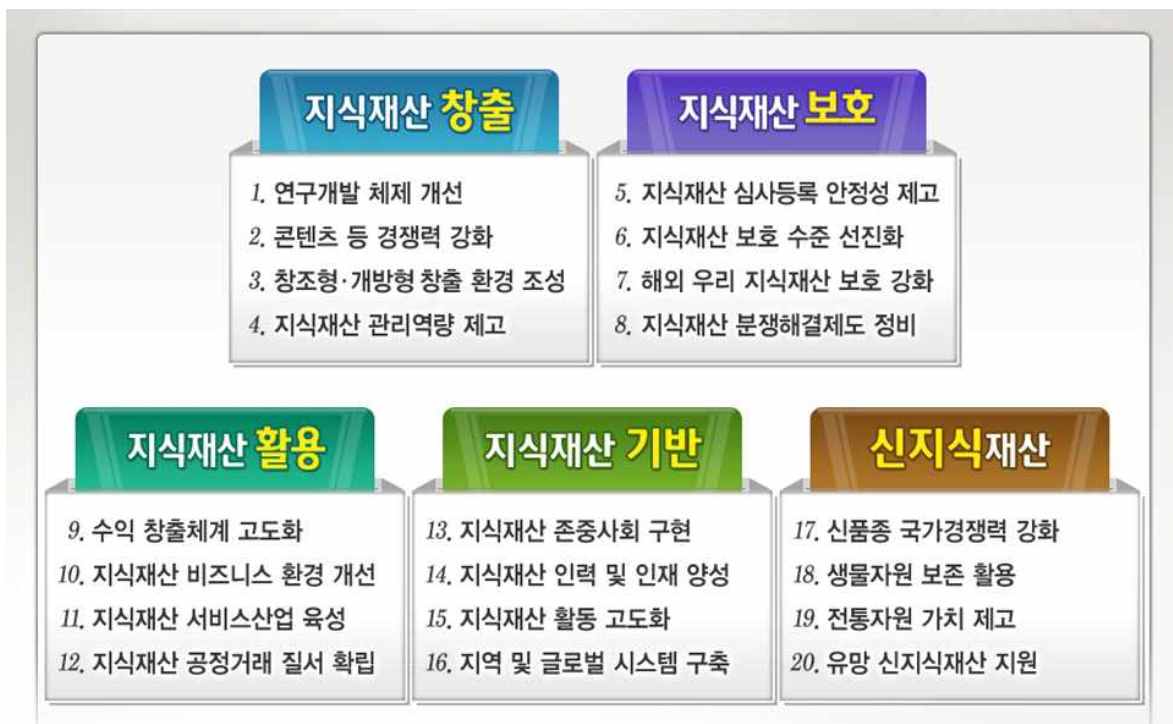 지식재산 창출
1. 연구개발 체제 개선
2. 콘텐츠 등 경쟁력 강화
3. 창조형·개방형 창출 환경 조성
4. 지식재산 관리역량 제고
지식재산 보호
5. 지식재산 심사등록 안정성 제고
6. 지식재산 보호 수준 선진화
7. 해외 우리 지식재산 보호 강화
8. 지식재산 분쟁해결제도 정비
지식재산 활용
9. 수익 창출체계 고도화
10. 지식재산 비즈니스 환경 개선
11. 지식재산 서비스산업 육성
12. 지식재산 공정거래 질서 확립
지식재산 기반
13. 지식재산 존중사회 구현
14. 지식재산 인력 및 인재 양성
15. 지식재산 활동 고도화
16. 지역 및 글로벌 시스템 구축
신지식재산
17. 신품종 국가경쟁력 강화
18. 생물자원 보존 활용
19. 전통자원 가치 제고
20. 유망 신지식재산 지원